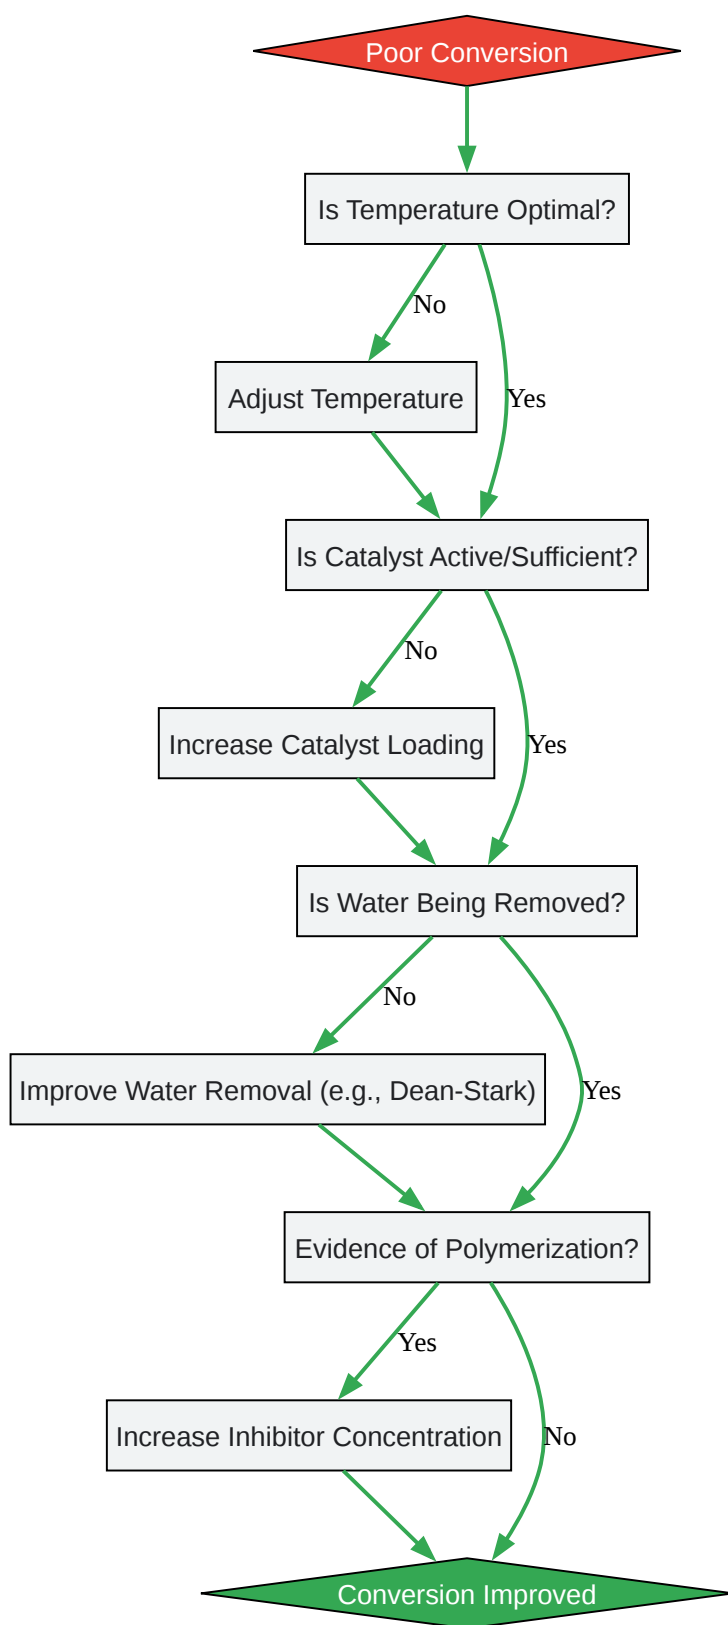 Poor Conversion
Is Temperature Optimal?
No
Adjust Temperature
Yes
Is Catalyst Active/Sufficient?
No
Increase Catalyst Loading
Yes
Is Water Being Removed?
No
Improve Water Removal (e.g., Dean-Stark)
Yes
Evidence of Polymerization?
Yes
Increase Inhibitor Concentration
No
Conversion Improved